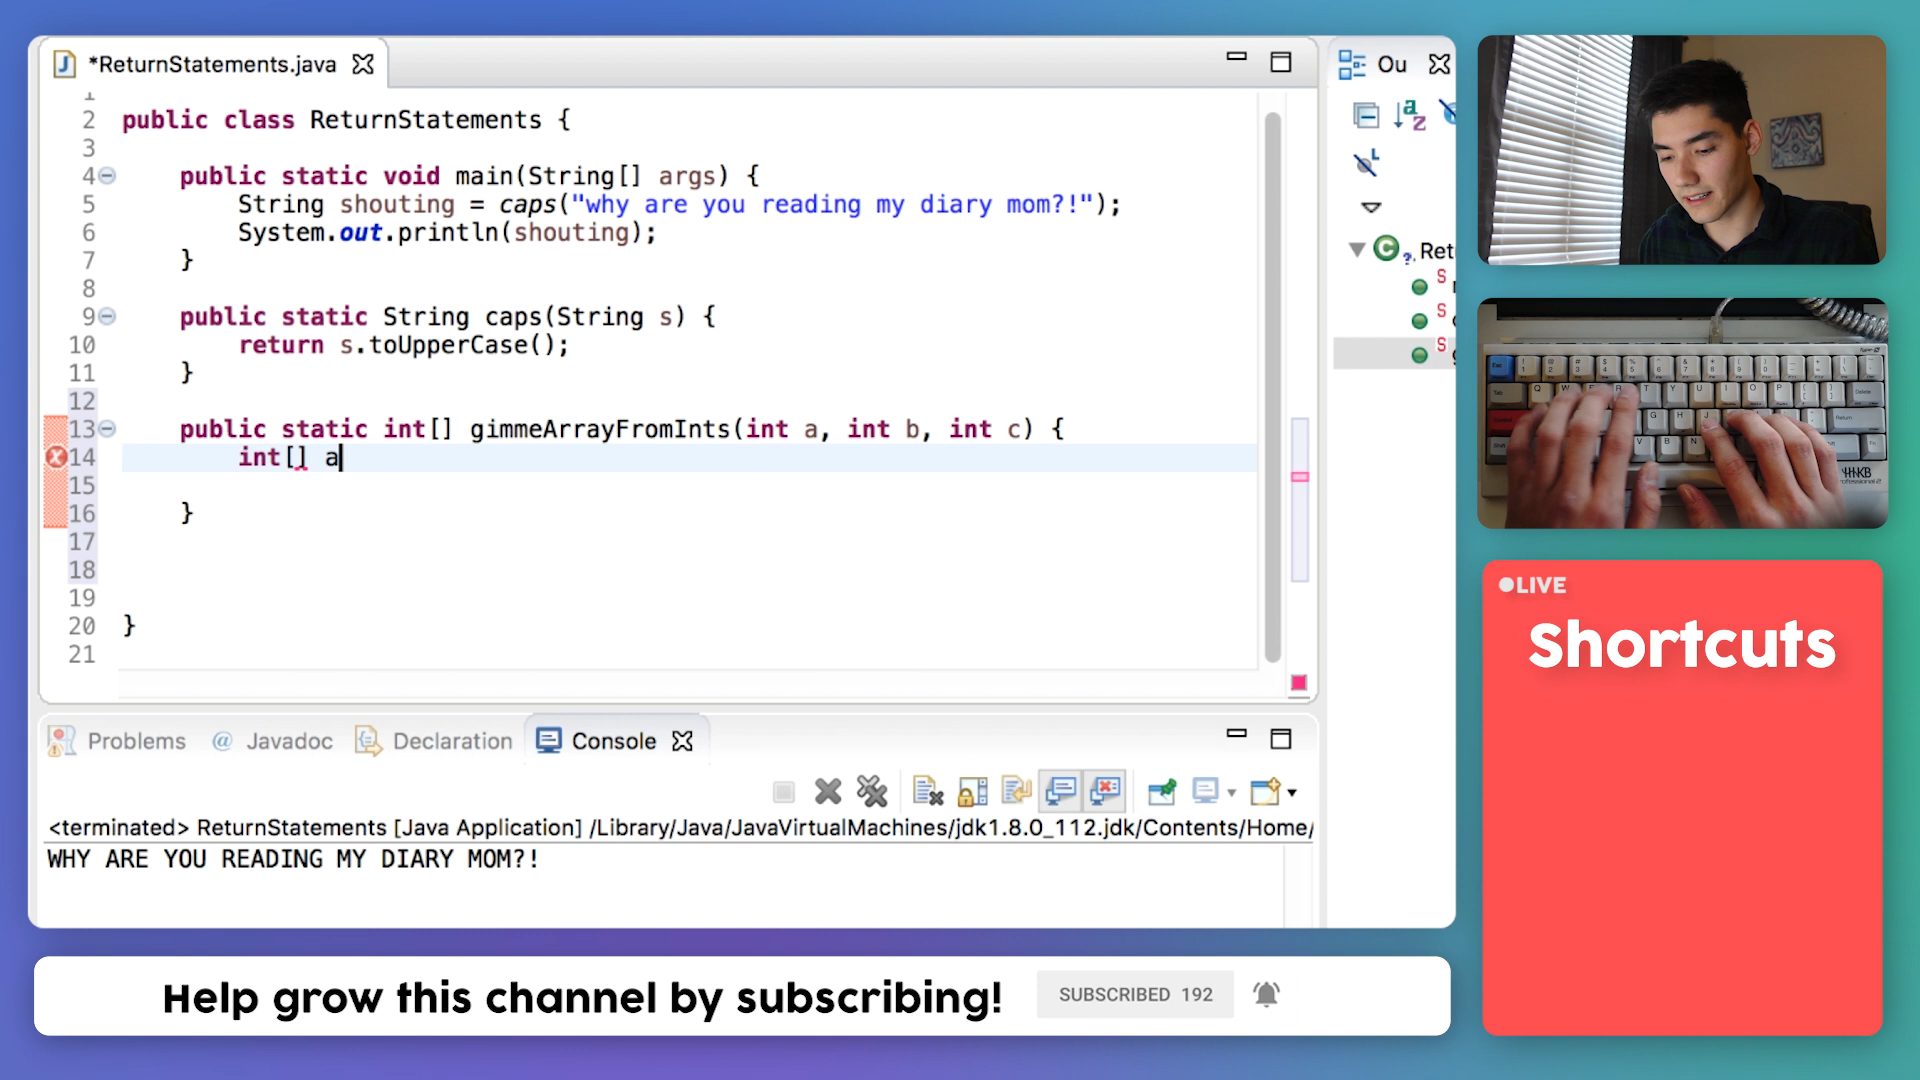 *ReturnStatements.java
Ou
1
2 public class ReturnStatements {
3
4 public static void main(String[] args) {
5 String shouting = caps("why are you reading my diary mom?!");
6 System.out.println(shouting);
7 }
8
9 public static String caps(String s) {
10 return s.toUpperCase();
11 }
12
13 public static int[] gimmeArrayFromInts(int a, int b, int c) {
14 int[] a
15
16 }
17
18
19
20 }
21
Ret
Problems @ Javadoc Declaration Console
<terminated> ReturnStatements [Java Application] /Library/Java/JavaVirtualMachines/jdk1.8.0_112.jdk/Contents/Home/
WHY ARE YOU READING MY DIARY MOM?!
Help grow this channel by subscribing!
SUBSCRIBED 192
LIVE
Shortcuts
HHKB